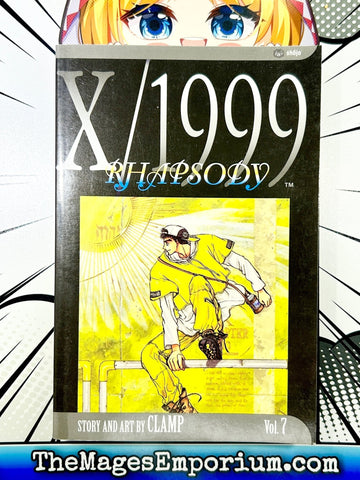 shōjo
X/1999
RHAPSODY
TM
STORY AND ART BY CLAMP
Vol. 7
TheMagesEmporium.com